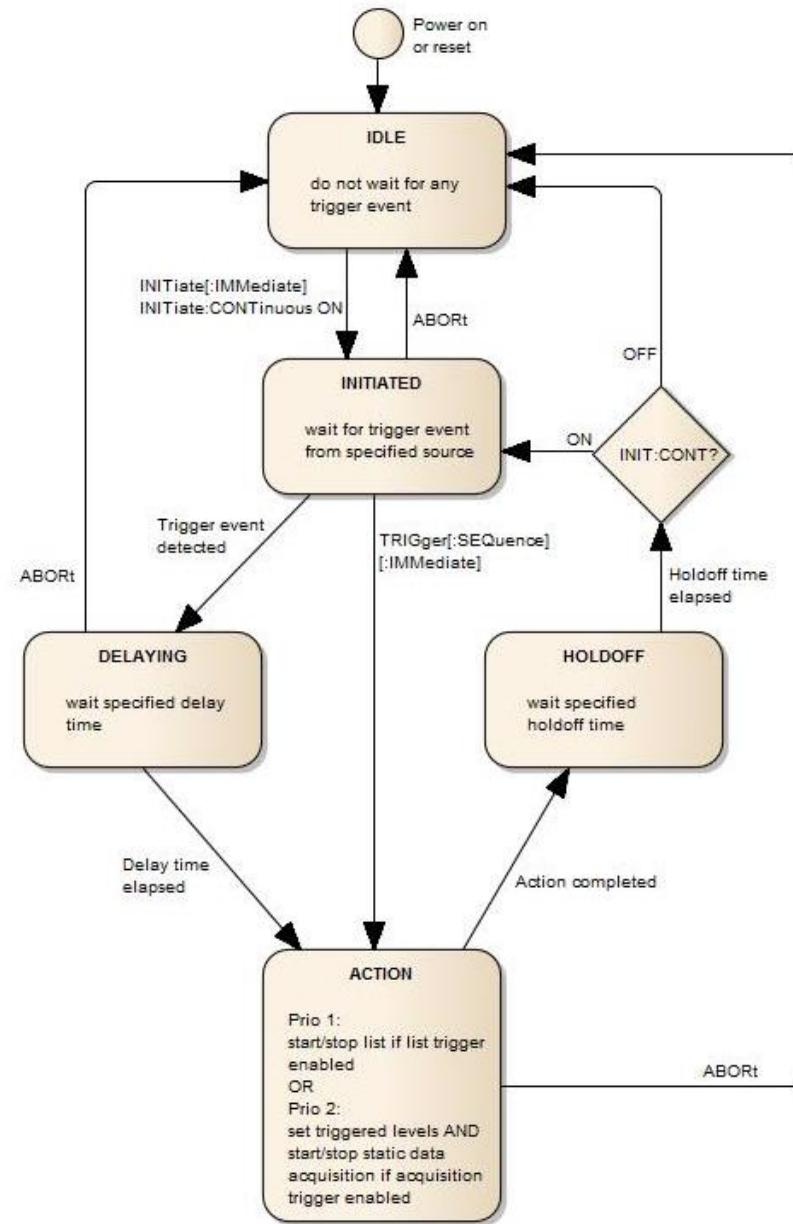 Power on
or reset
IDLE
do not wait for any
trigger event
INITiate[:IMMediate]
INITiate:CONTinuous ON
ABORt
OFF
INITIATED
wait for trigger event
from specified source
ON
INIT:CONT?
Trigger event
detected
TRIGger[:SEQuence]
[:IMMediate]
ABORt
Holdoff time
elapsed
DELAYING
wait specified delay
time
HOLDOFF
wait specified
holdoff time
Delay time
elapsed
Action completed
ACTION
Prio 1:
start/stop list if list trigger
enabled
OR
Prio 2:
set triggered levels AND
start/stop static data
acquisition if acquisition
trigger enabled
ABORt